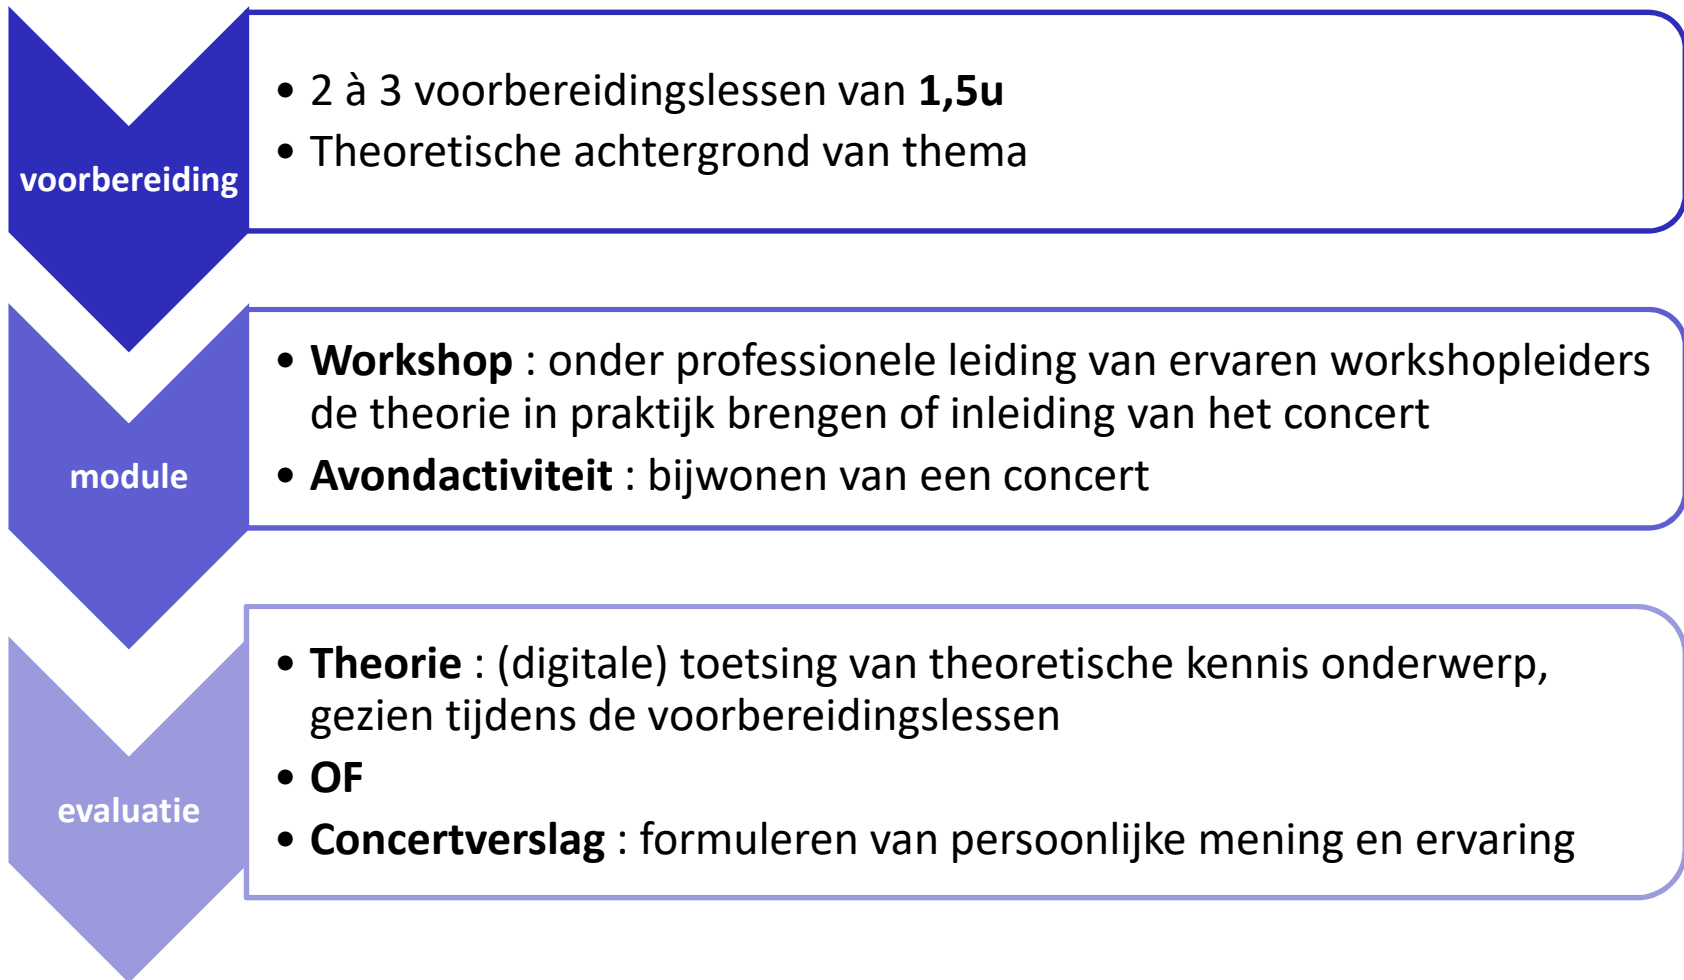 voorbereiding
• 2 à 3 voorbereidingslessen van 1,5u
• Theoretische achtergrond van thema
module
• Workshop : onder professionele leiding van ervaren workshopleiders
de theorie in praktijk brengen of inleiding van het concert
• Avondactiviteit : bijwonen van een concert
evaluatie
• Theorie : (digitale) toetsing van theoretische kennis onderwerp,
gezien tijdens de voorbereidingslessen
• OF
• Concertverslag : formuleren van persoonlijke mening en ervaring